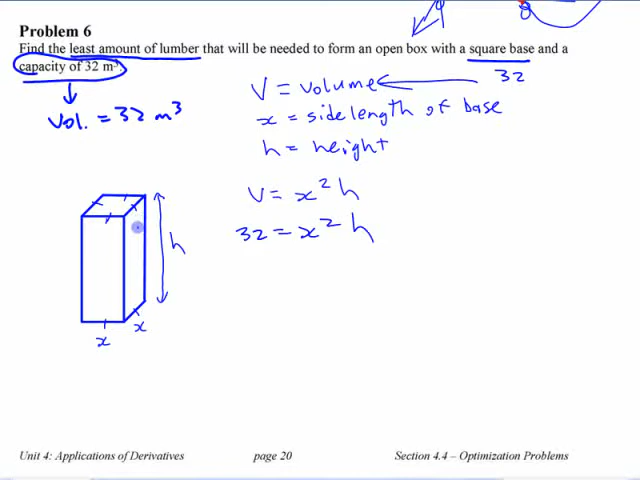 Problem 6
Find the least amount of lumber that will be needed to form an open box with a square base and a
capacity of 32 m³.
Vol. = 32 m³
V = volume
32
x = side length of base
h = height
V = x² h
32 = x² h
h
x
x
Unit 4: Applications of Derivatives page 20 Section 4.4 – Optimization Problems